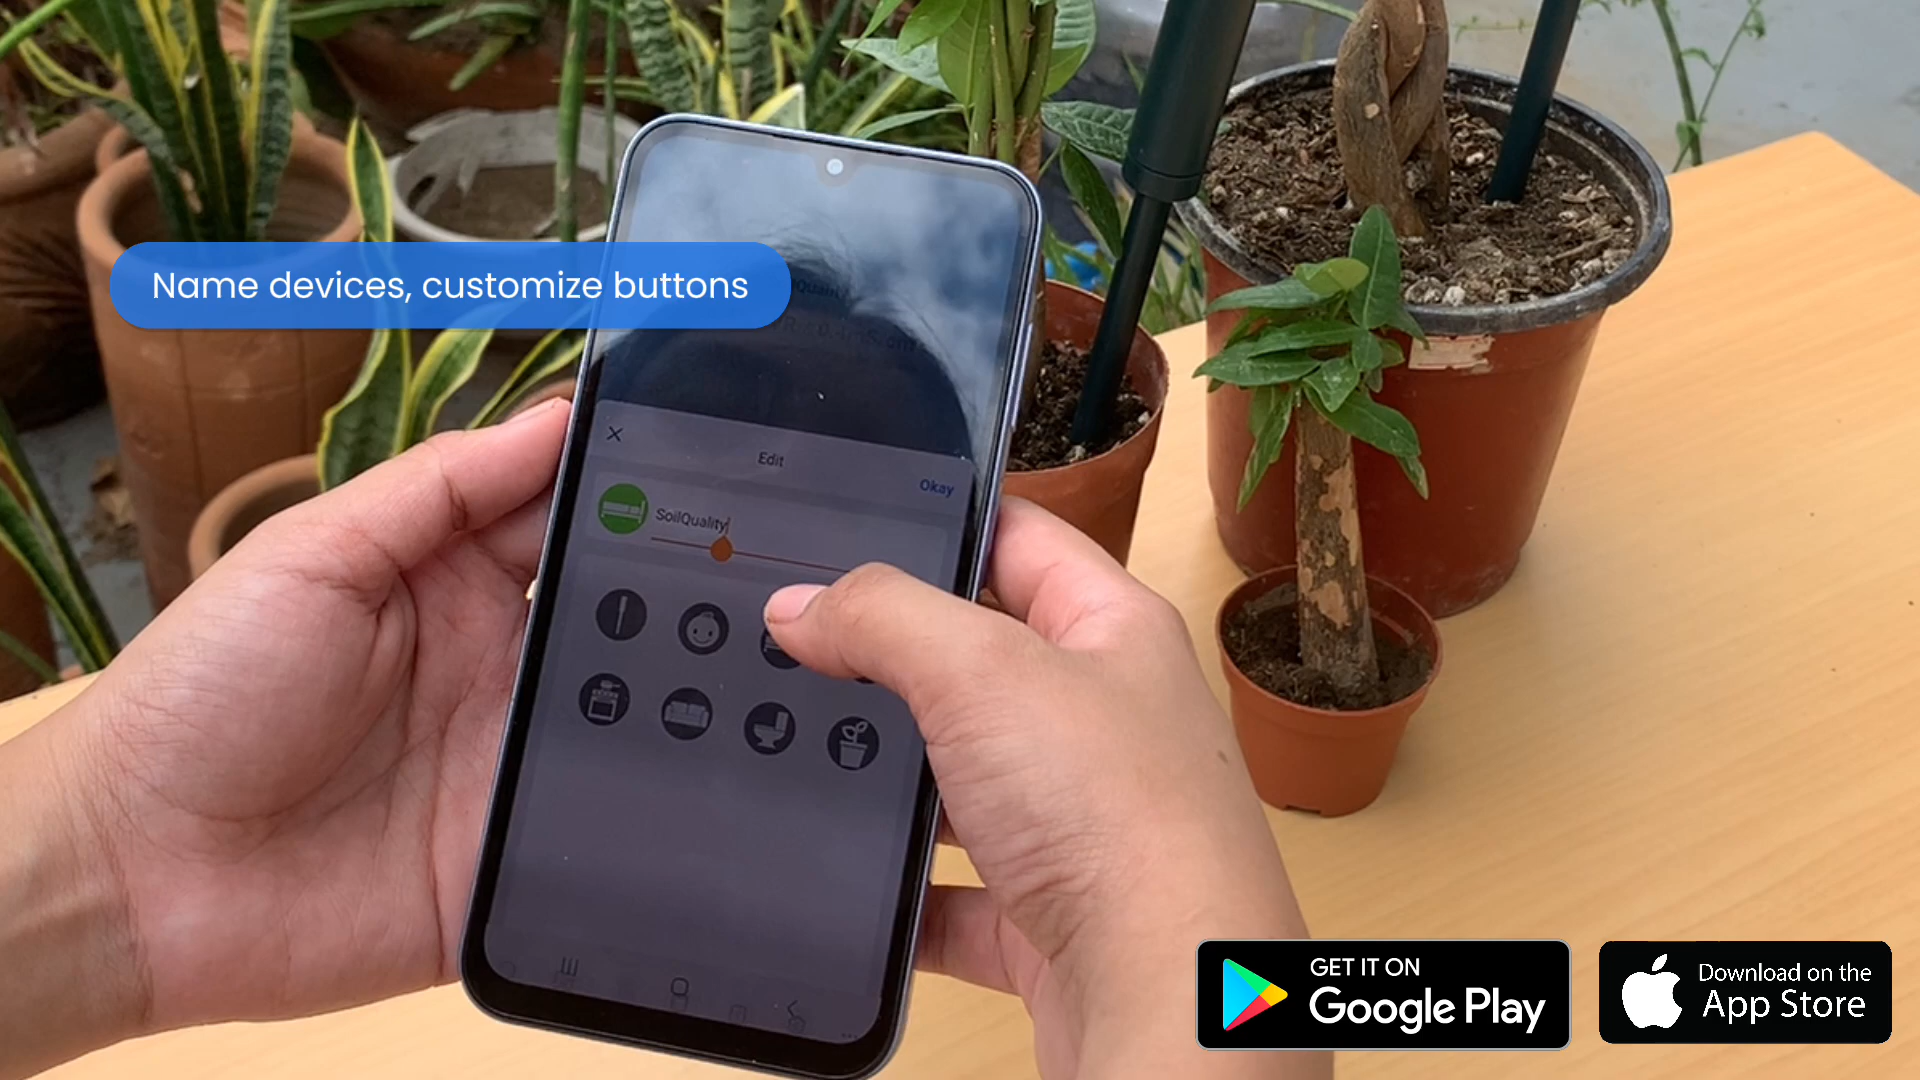 Name devices, customize buttons
Edit
Okay
SoilQuality
GET IT ON
Google Play
Download on the
App Store